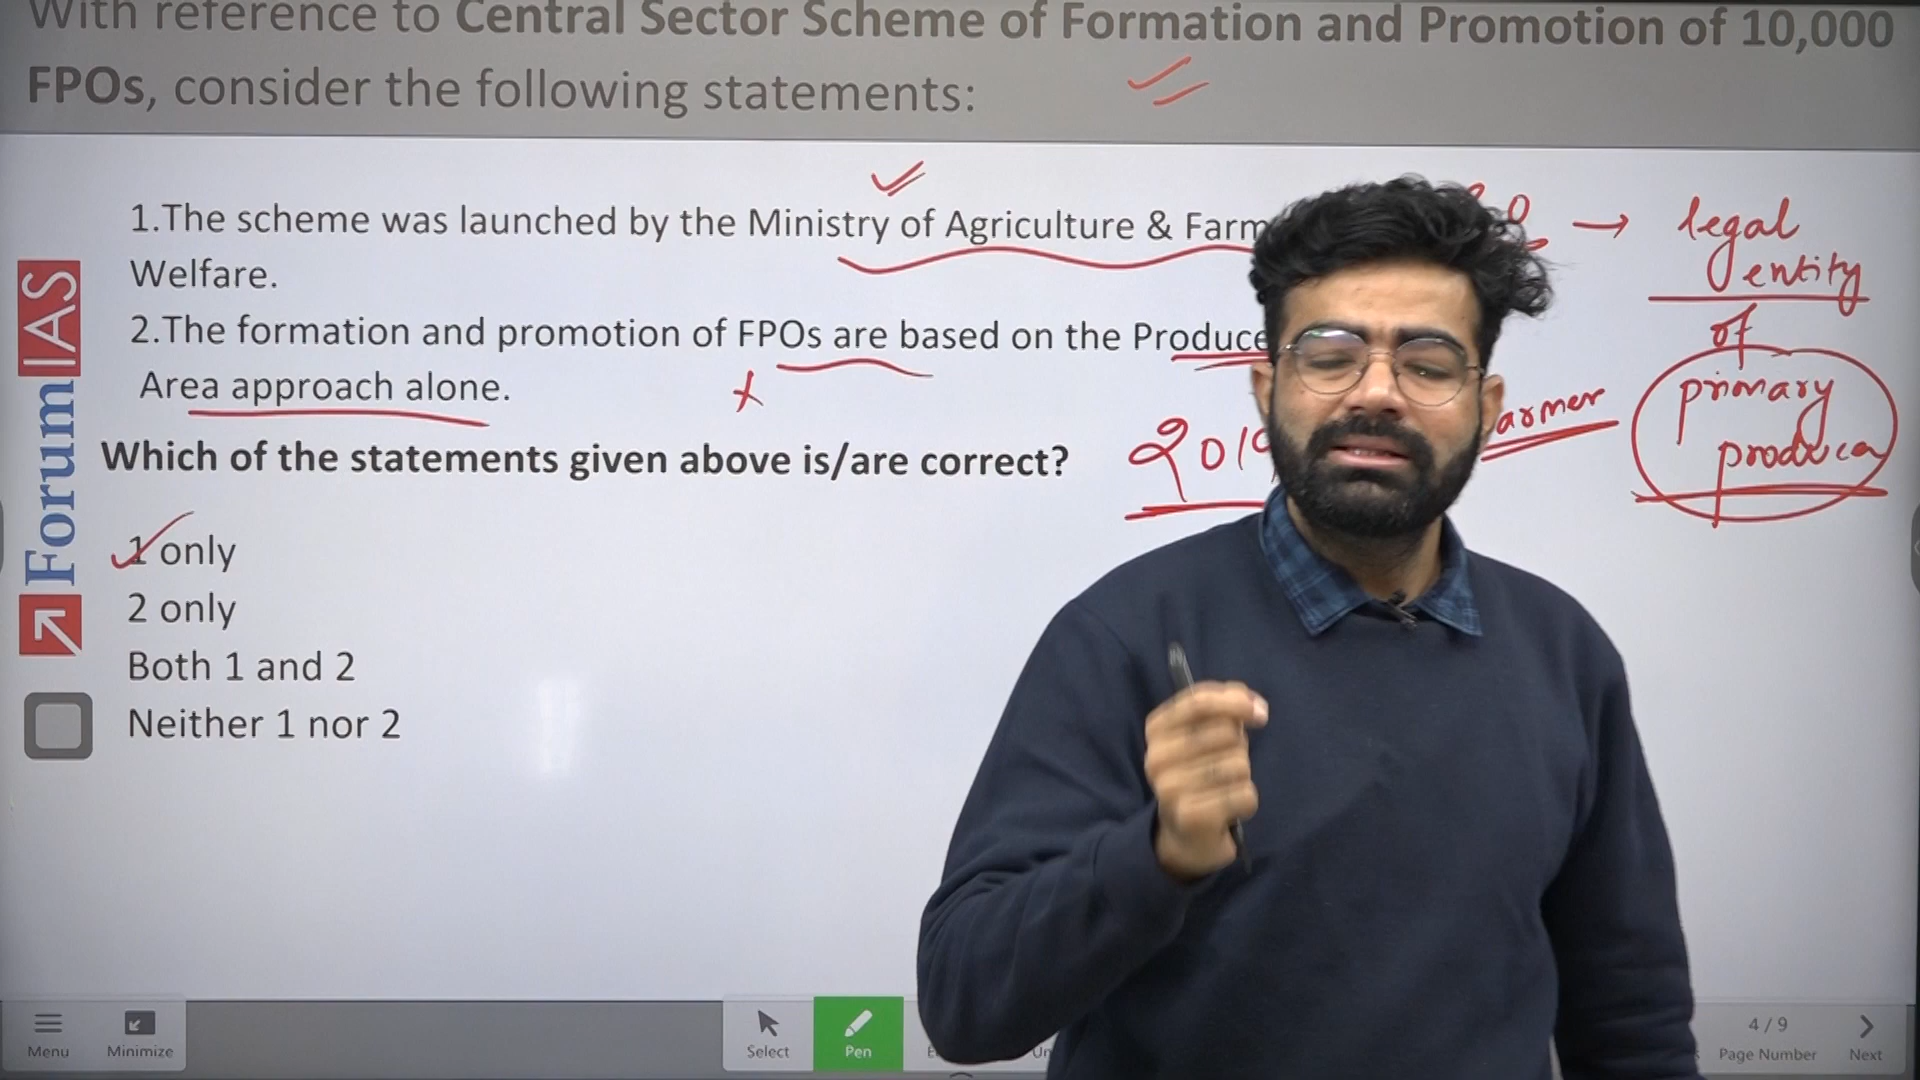 With reference to Central Sector Scheme of Formation and Promotion of 10,000
FPOs, consider the following statements:
1.The scheme was launched by the Ministry of Agriculture & Farm
Welfare.
2.The formation and promotion of FPOs are based on the Produce
Area approach alone.
Which of the statements given above is/are correct?
1 only
2 only
Both 1 and 2
Neither 1 nor 2
→ legal
entity
of
primary
producer
armer
201
ForumIAS
Menu
Minimize
Select
Pen
4 / 9
Page Number
Next